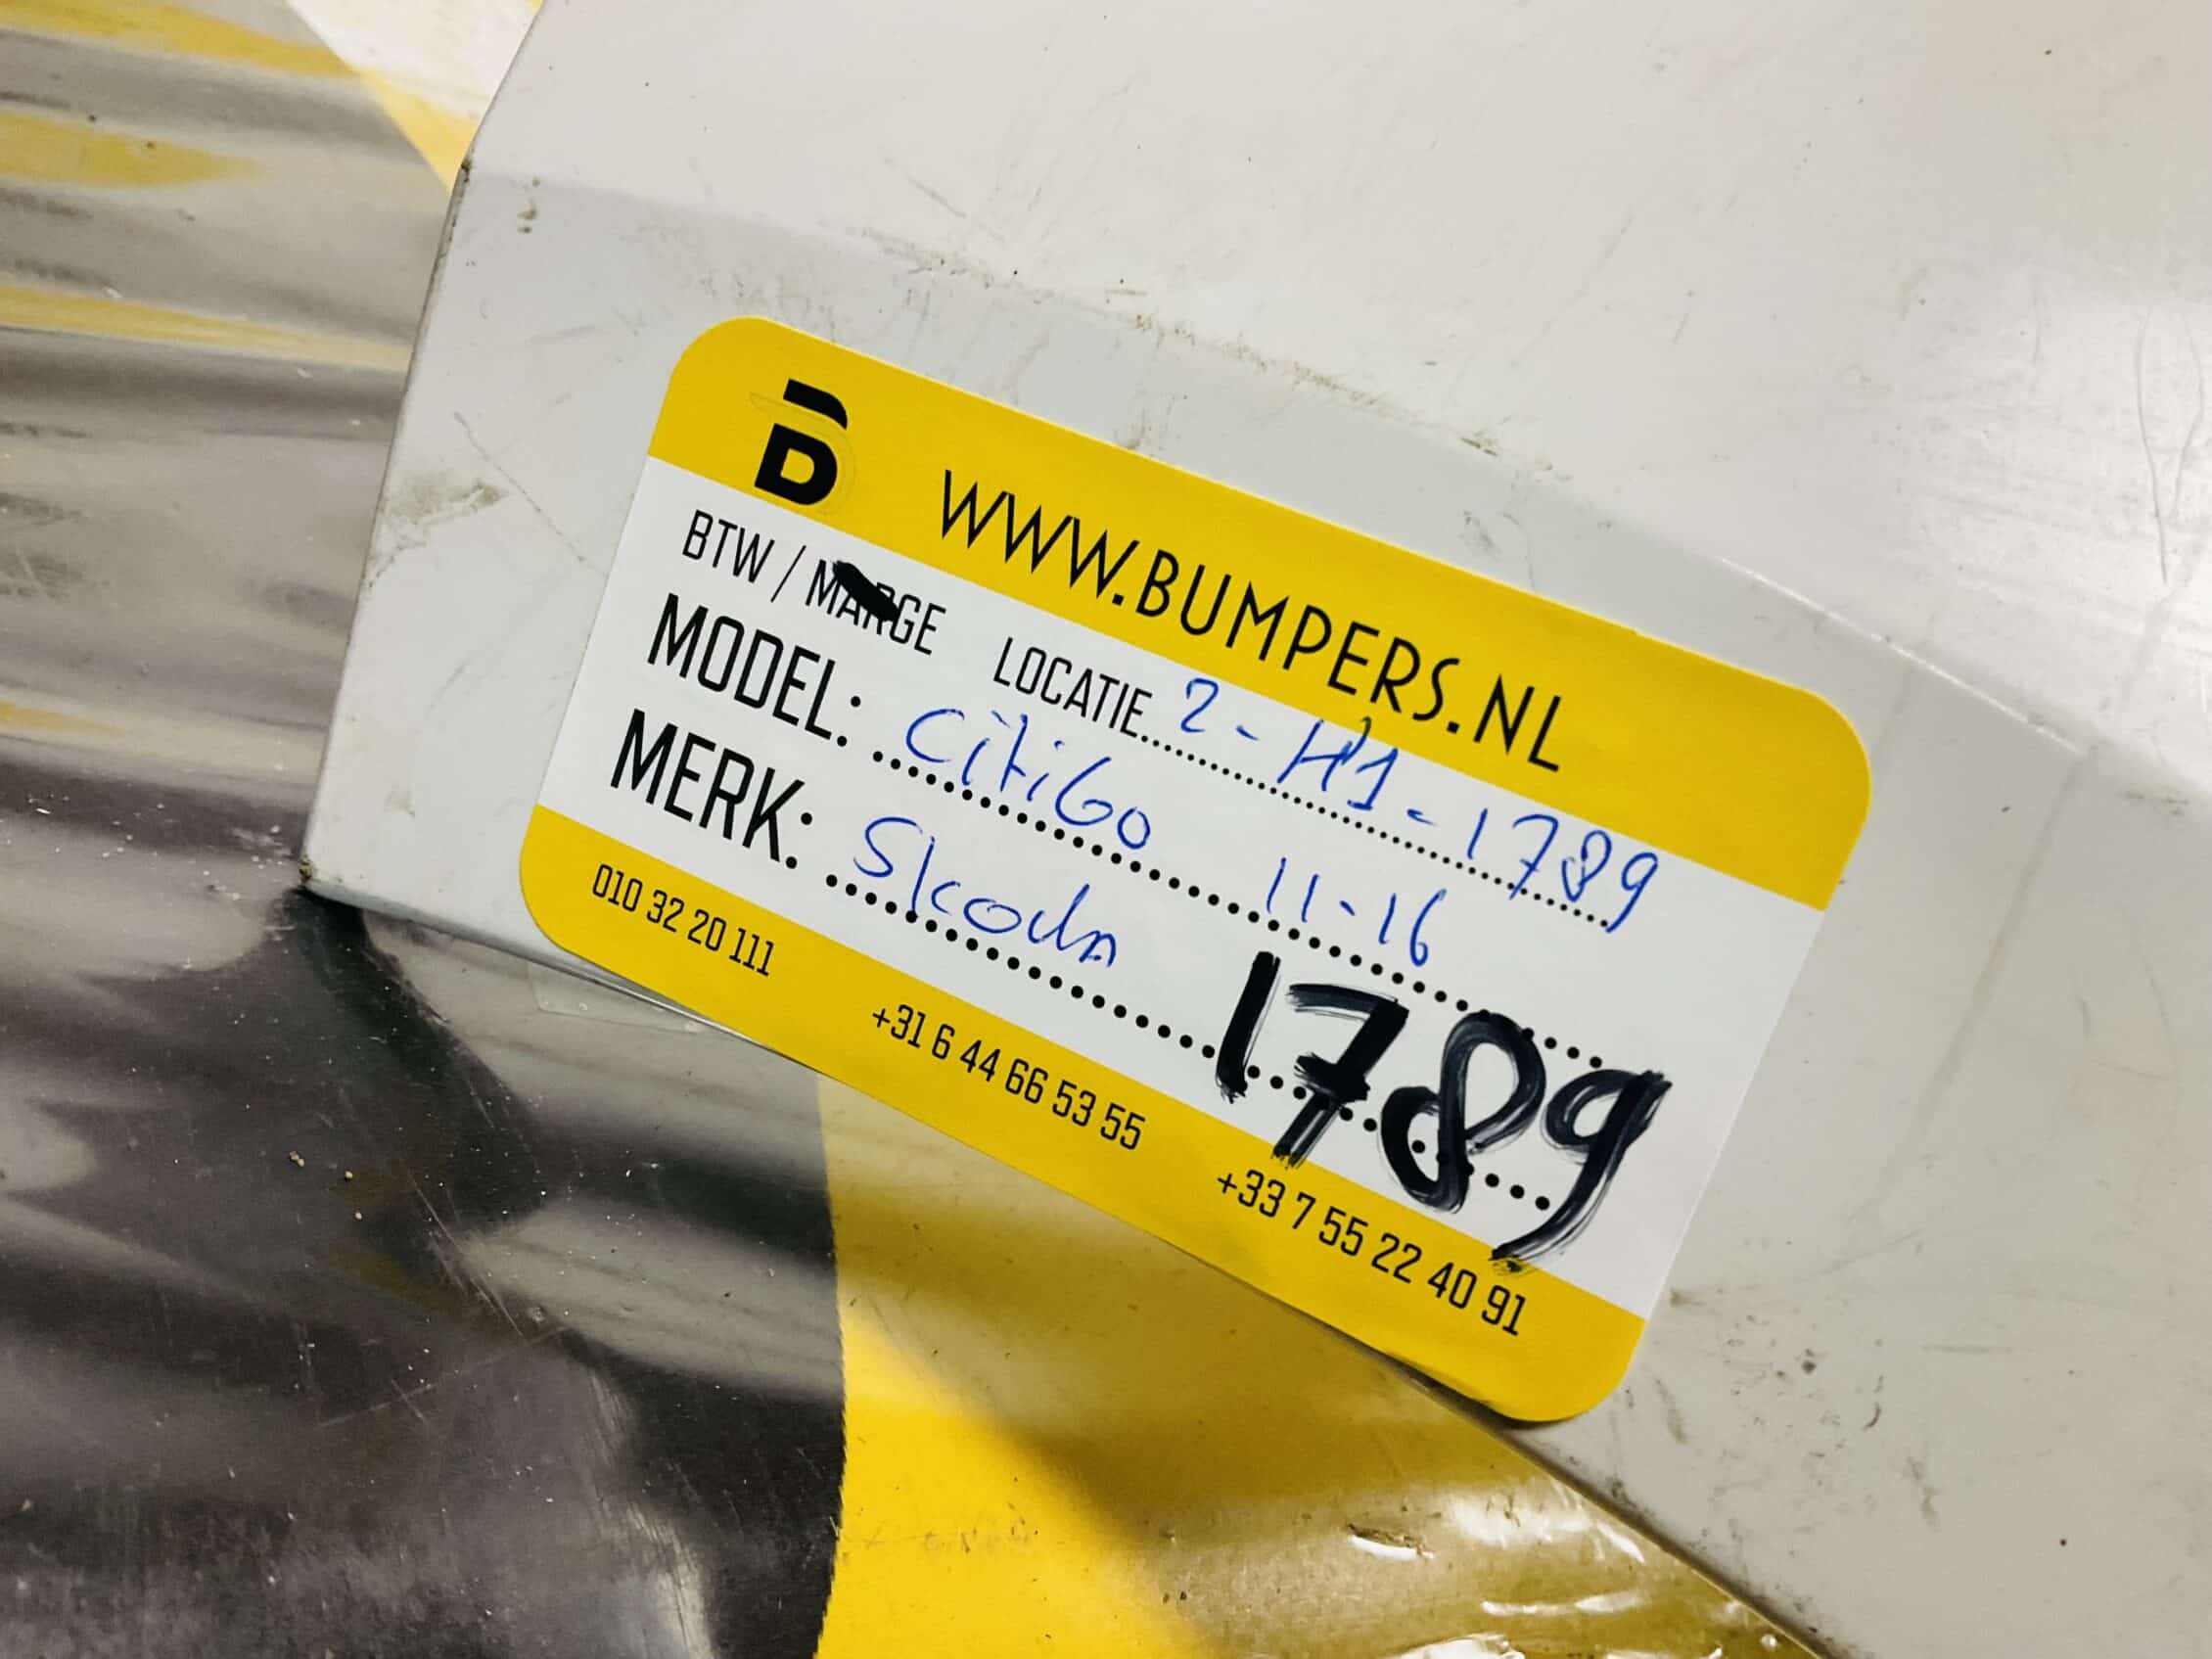 B WWW.BUMPERS.NL
BTW / MARGE LOCATIE 2-H1-1789
MODEL: Citigo 11-16
MERK: Skoda 1789
010 32 20 111 +31 6 44 66 53 55 +33 7 55 22 40 91